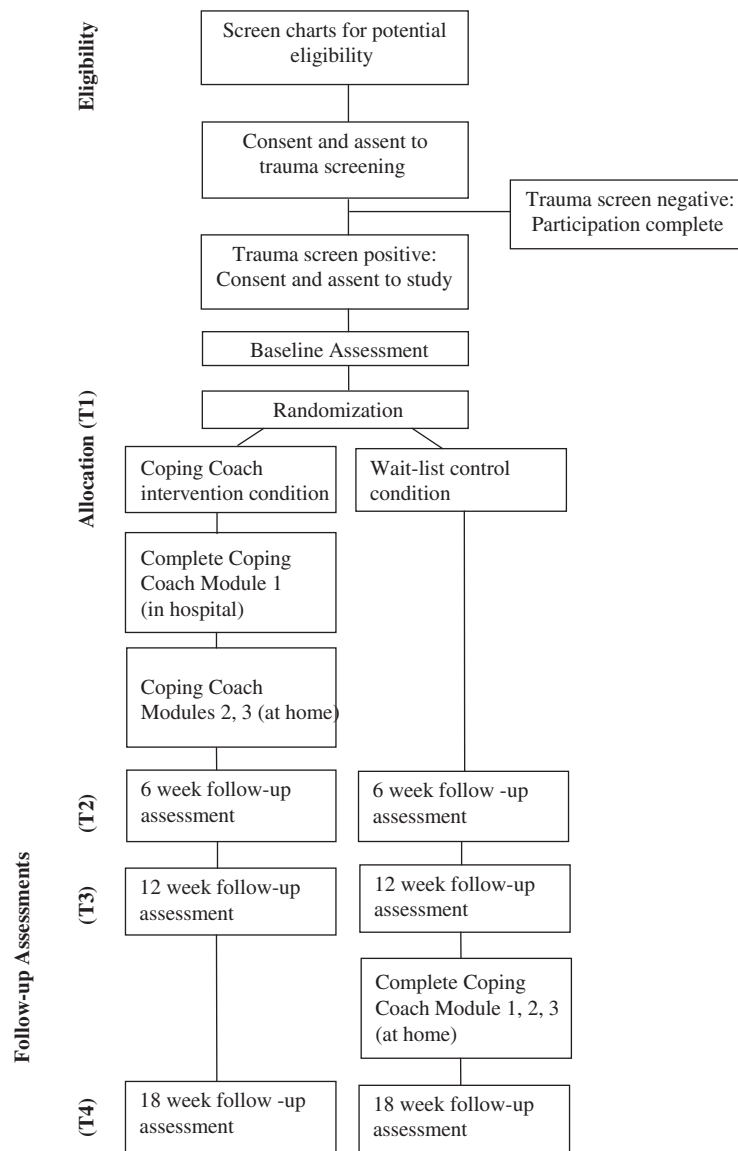 Eligibility
Screen charts for potential
eligibility
Consent and assent to
trauma screening
Trauma screen negative:
Participation complete
Trauma screen positive:
Consent and assent to study
Baseline Assessment
Allocation (T1)
Randomization
Coping Coach
intervention condition
Wait-list control
condition
Complete Coping
Coach Module 1
(in hospital)
Coping Coach
Modules 2, 3 (at home)
Follow-up Assessments
(T2)
6 week follow-up
assessment
6 week follow -up
assessment
(T3)
12 week follow-up
assessment
12 week follow-up
assessment
Complete Coping
Coach Module 1, 2, 3
(at home)
(T4)
18 week follow -up
assessment
18 week follow-up
assessment